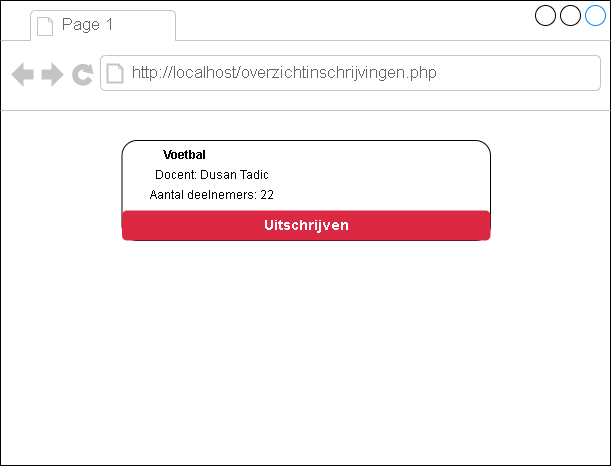 Page 1
http://localhost/overzichtinschrijvingen.php
Voetbal
Docent: Dusan Tadic
Aantal deelnemers: 22
Uitschrijven